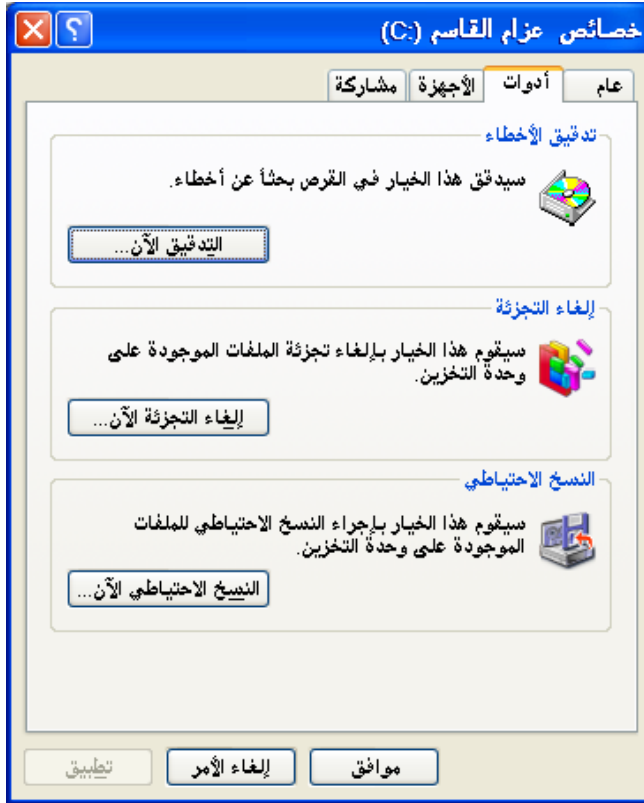 خصائص عزام القاسم (C:)
عام
أدوات
الأجهزة
مشاركة
تدقيق الأخطاء
سيدقق هذا الخيار في القرص بحثاً عن أخطاء.
التدقيق الآن...
إلغاء التجزئة
سيقوم هذا الخيار بإلغاء تجزئة الملفات الموجودة على
وحدة التخزين.
إلغاء التجزئة الآن...
النسخ الاحتياطي
سيقوم هذا الخيار بإجراء النسخ الاحتياطي للملفات
الموجودة على وحدة التخزين.
النسخ الاحتياطي الآن...
موافق
إلغاء الأمر
تطبيق